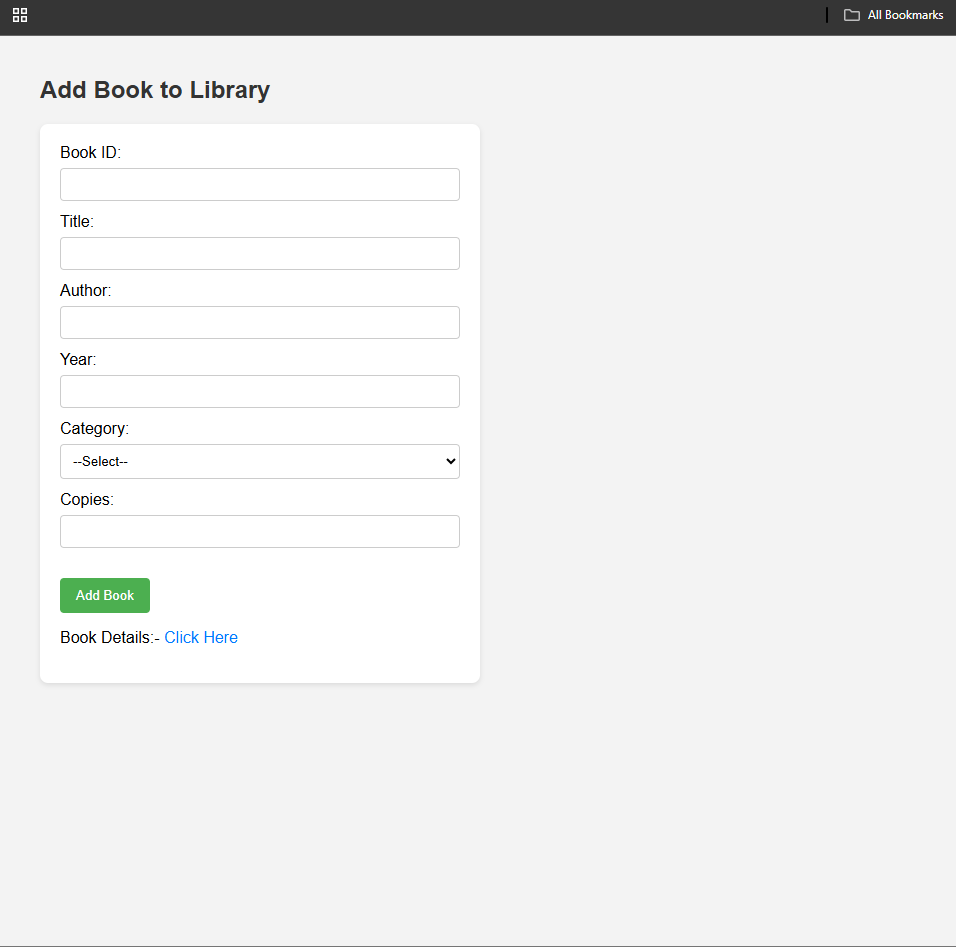 All Bookmarks
Add Book to Library
Book ID:
Title:
Author:
Year:
Category:
--Select--
Copies:
Add Book
Book Details:- Click Here